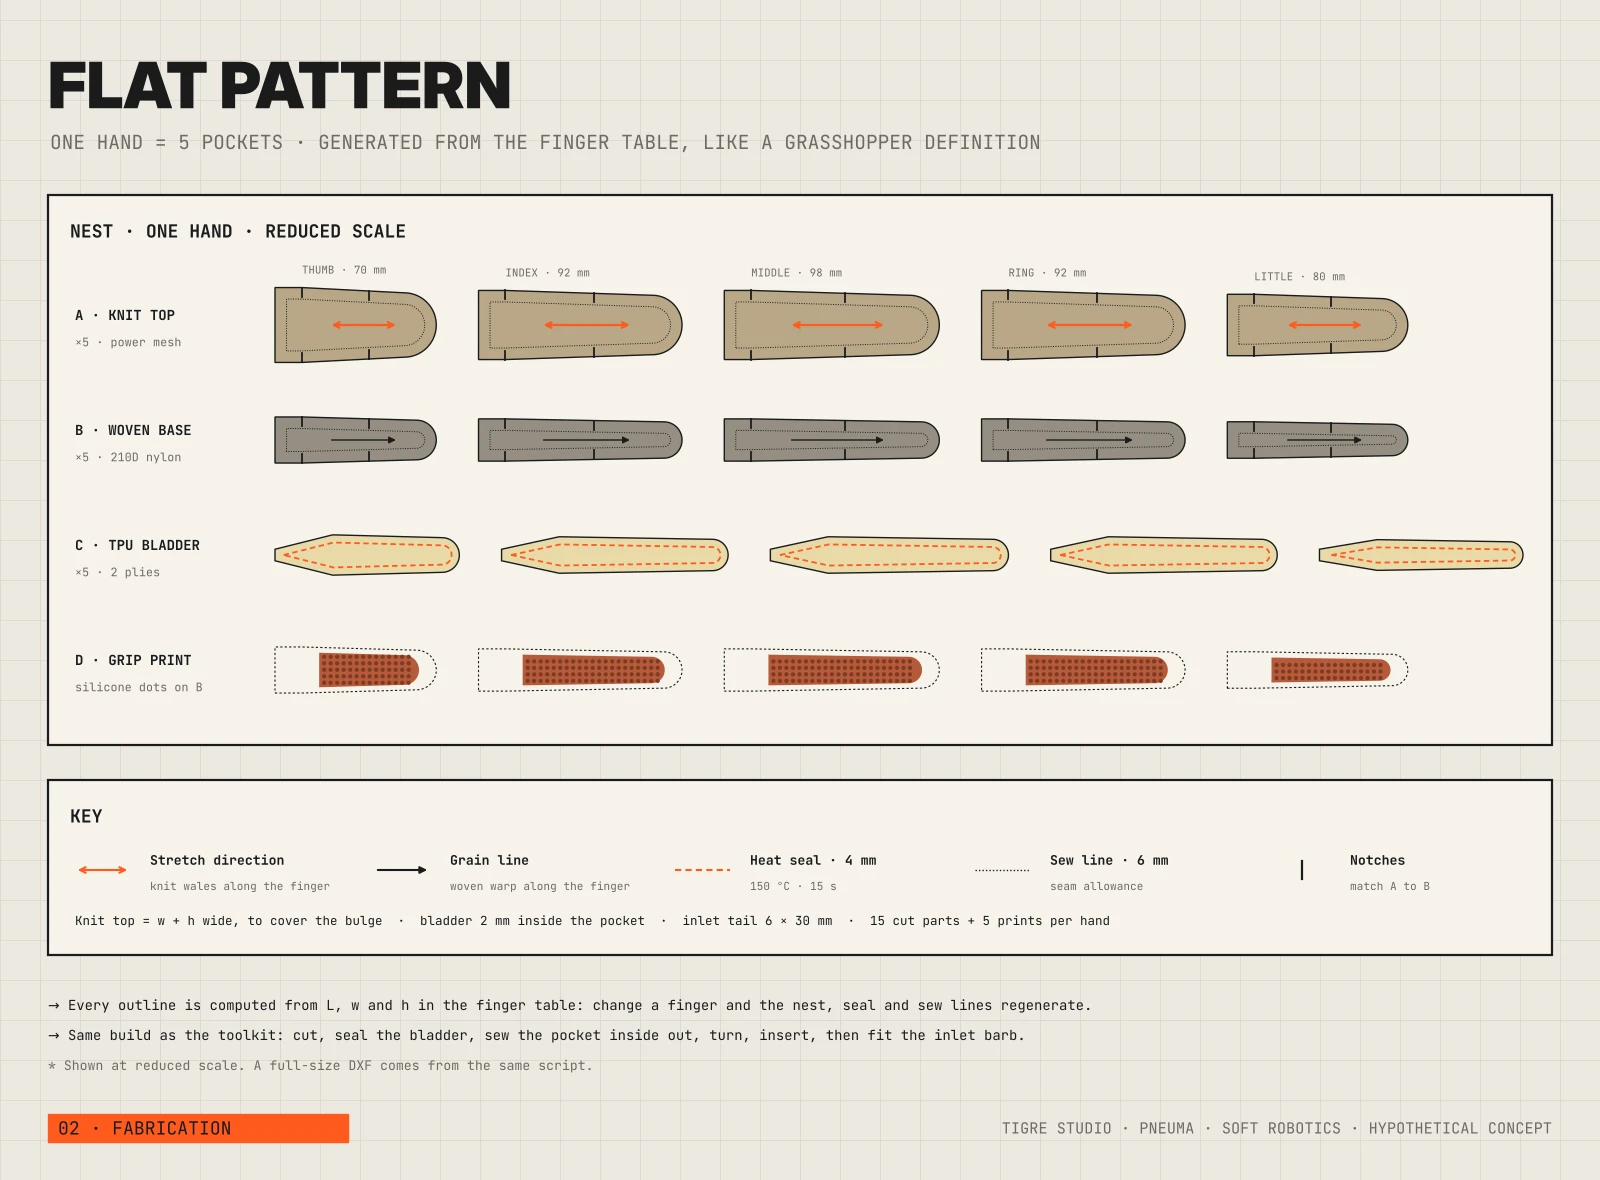 FLAT PATTERN
ONE HAND = 5 POCKETS · GENERATED FROM THE FINGER TABLE, LIKE A GRASSHOPPER DEFINITION
NEST · ONE HAND · REDUCED SCALE
THUMB · 70 mm
INDEX · 92 mm
MIDDLE · 98 mm
RING · 92 mm
LITTLE · 80 mm
A · KNIT TOP
×5 · power mesh
B · WOVEN BASE
×5 · 210D nylon
C · TPU BLADDER
×5 · 2 plies
D · GRIP PRINT
silicone dots on B
KEY
Stretch direction
knit wales along the finger
Grain line
woven warp along the finger
Heat seal · 4 mm
150 °C · 15 s
Sew line · 6 mm
seam allowance
Notches
match A to B
Knit top = w + h wide, to cover the bulge · bladder 2 mm inside the pocket · inlet tail 6 × 30 mm · 15 cut parts + 5 prints per hand
→ Every outline is computed from L, w and h in the finger table: change a finger and the nest, seal and sew lines regenerate.
→ Same build as the toolkit: cut, seal the bladder, sew the pocket inside out, turn, insert, then fit the inlet barb.
* Shown at reduced scale. A full-size DXF comes from the same script.
02 · FABRICATION
TIGRE STUDIO · PNEUMA · SOFT ROBOTICS · HYPOTHETICAL CONCEPT